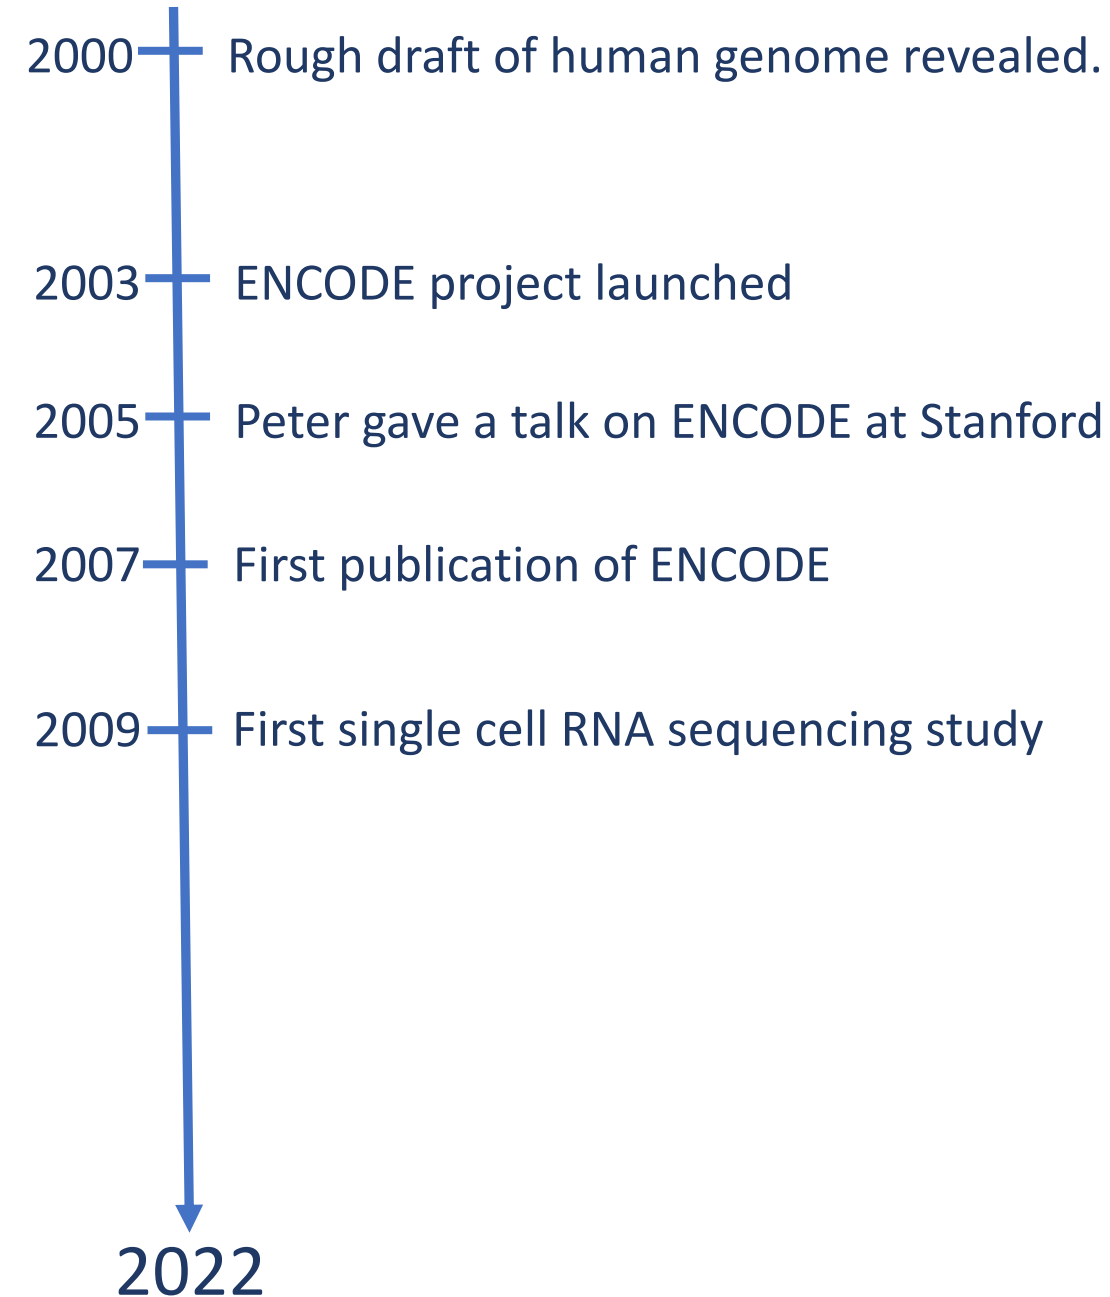 2000 Rough draft of human genome revealed.
2003 ENCODE project launched
2005 Peter gave a talk on ENCODE at Stanford
2007 First publication of ENCODE
2009 First single cell RNA sequencing study
2022